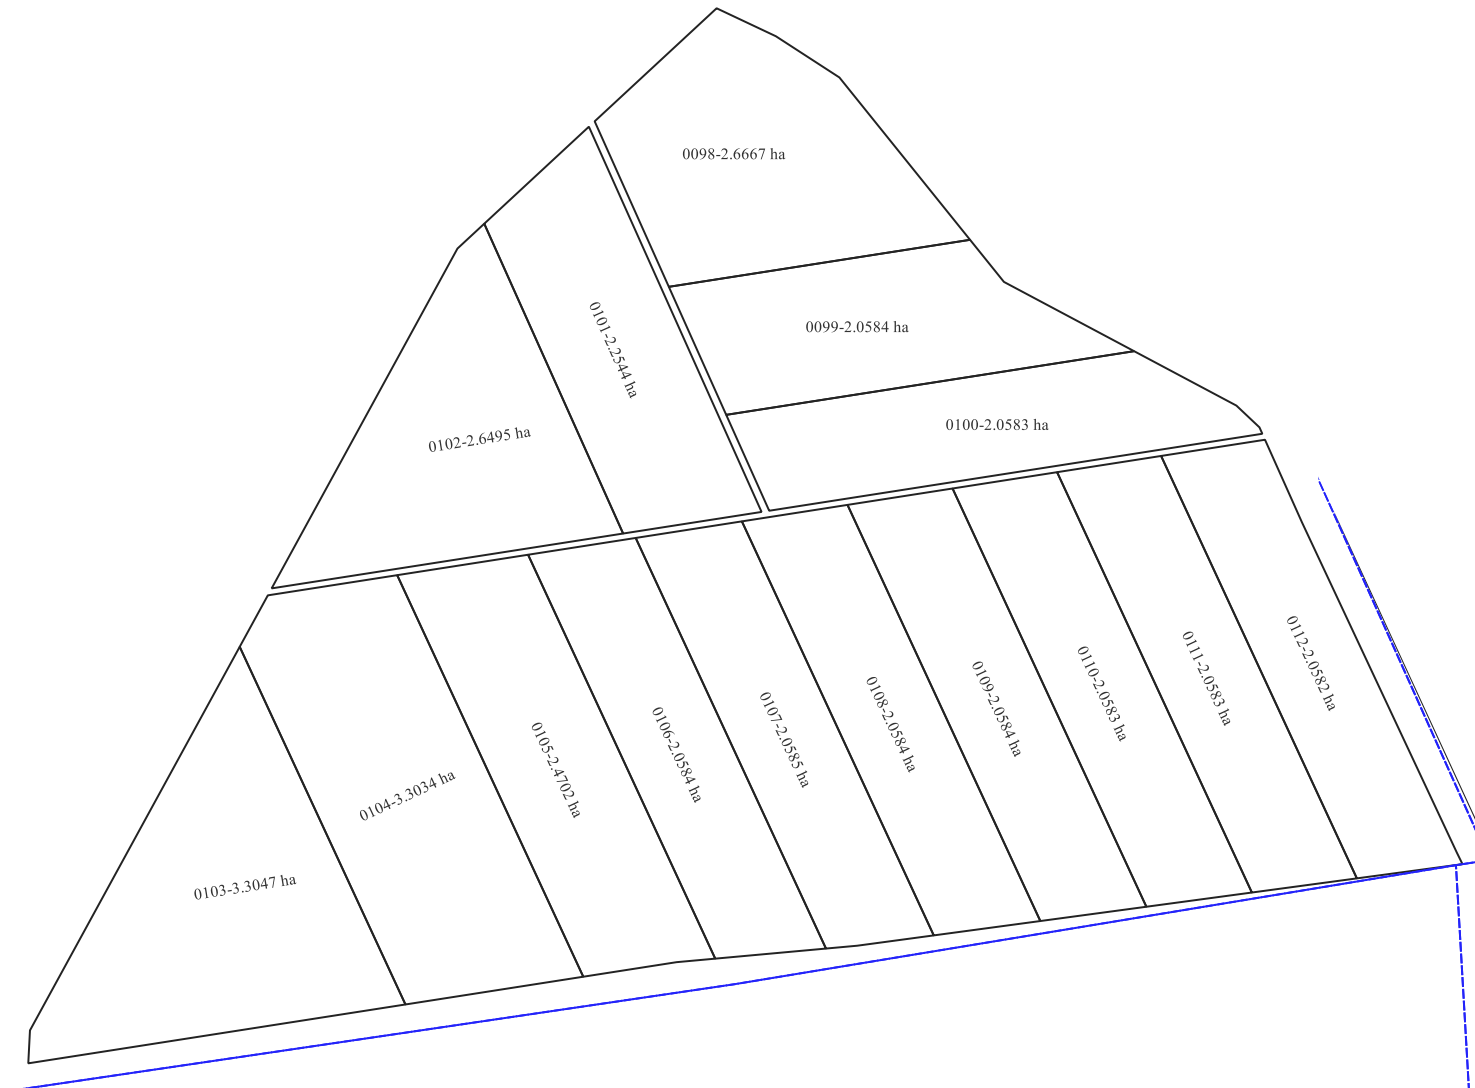 0098-2.6667 ha
0099-2.0584 ha
0100-2.0583 ha
0101-2.2544 ha
0102-2.6495 ha
0103-3.3047 ha
0104-3.3034 ha
0105-2.4702 ha
0106-2.0584 ha
0107-2.0585 ha
0108-2.0584 ha
0109-2.0584 ha
0110-2.0583 ha
0111-2.0583 ha
0112-2.0582 ha